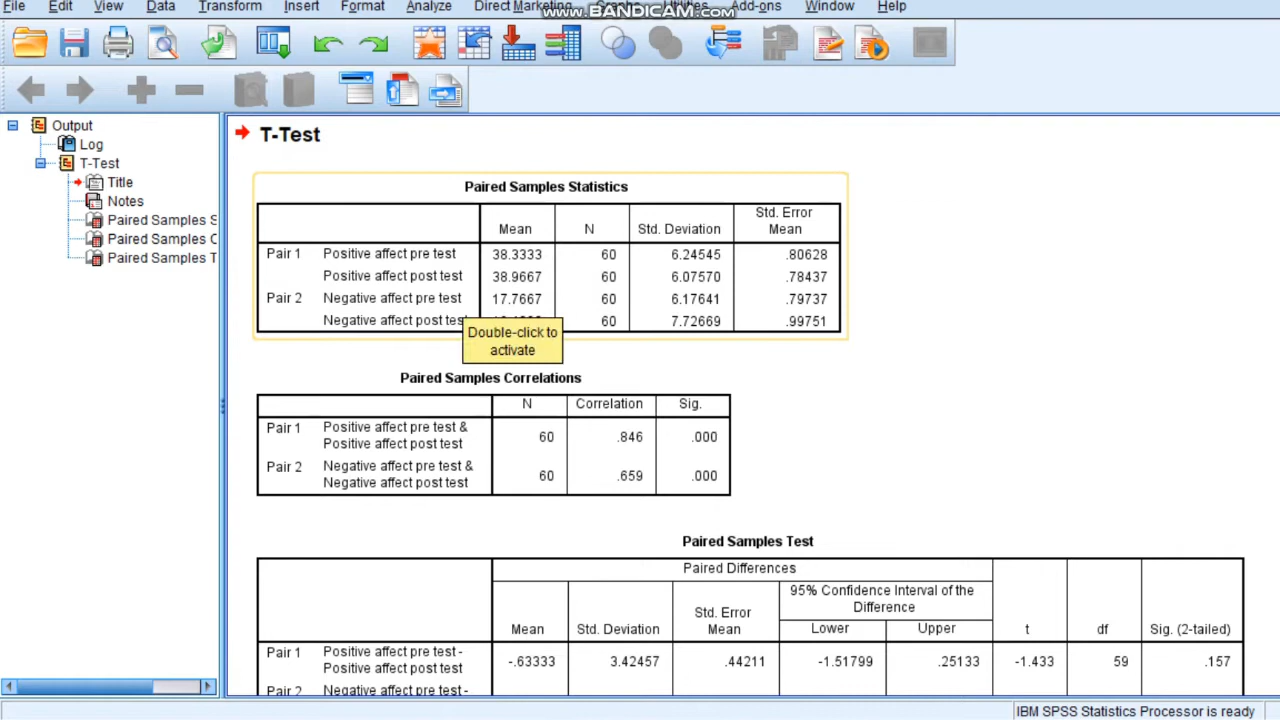 File Edit View Data Transform Insert Format Analyze Direct Marketing Utilities Add-ons Window Help
www.BANDICAM.com
Output
Log
T-Test
Title
Notes
Paired Samples S
Paired Samples C
Paired Samples T
T-Test
Paired Samples Statistics
Mean N Std. Deviation Std. Error Mean
Pair 1 Positive affect pre test 38.3333 60 6.24545 .80628
Positive affect post test 38.9667 60 6.07570 .78437
Pair 2 Negative affect pre test 17.7667 60 6.17641 .79737
Negative affect post test 60 7.72669 .99751
Double-click to
activate
Paired Samples Correlations
N Correlation Sig.
Pair 1 Positive affect pre test &
Positive affect post test 60 .846 .000
Pair 2 Negative affect pre test &
Negative affect post test 60 .659 .000
Paired Samples Test
Paired Differences
95% Confidence Interval of the
Difference
Mean Std. Deviation Std. Error Mean Lower Upper t df Sig. (2-tailed)
Pair 1 Positive affect pre test -
Positive affect post test -.63333 3.42457 .44211 -1.51799 .25133 -1.433 59 .157
Pair 2 Negative affect pre test -
IBM SPSS Statistics Processor is ready